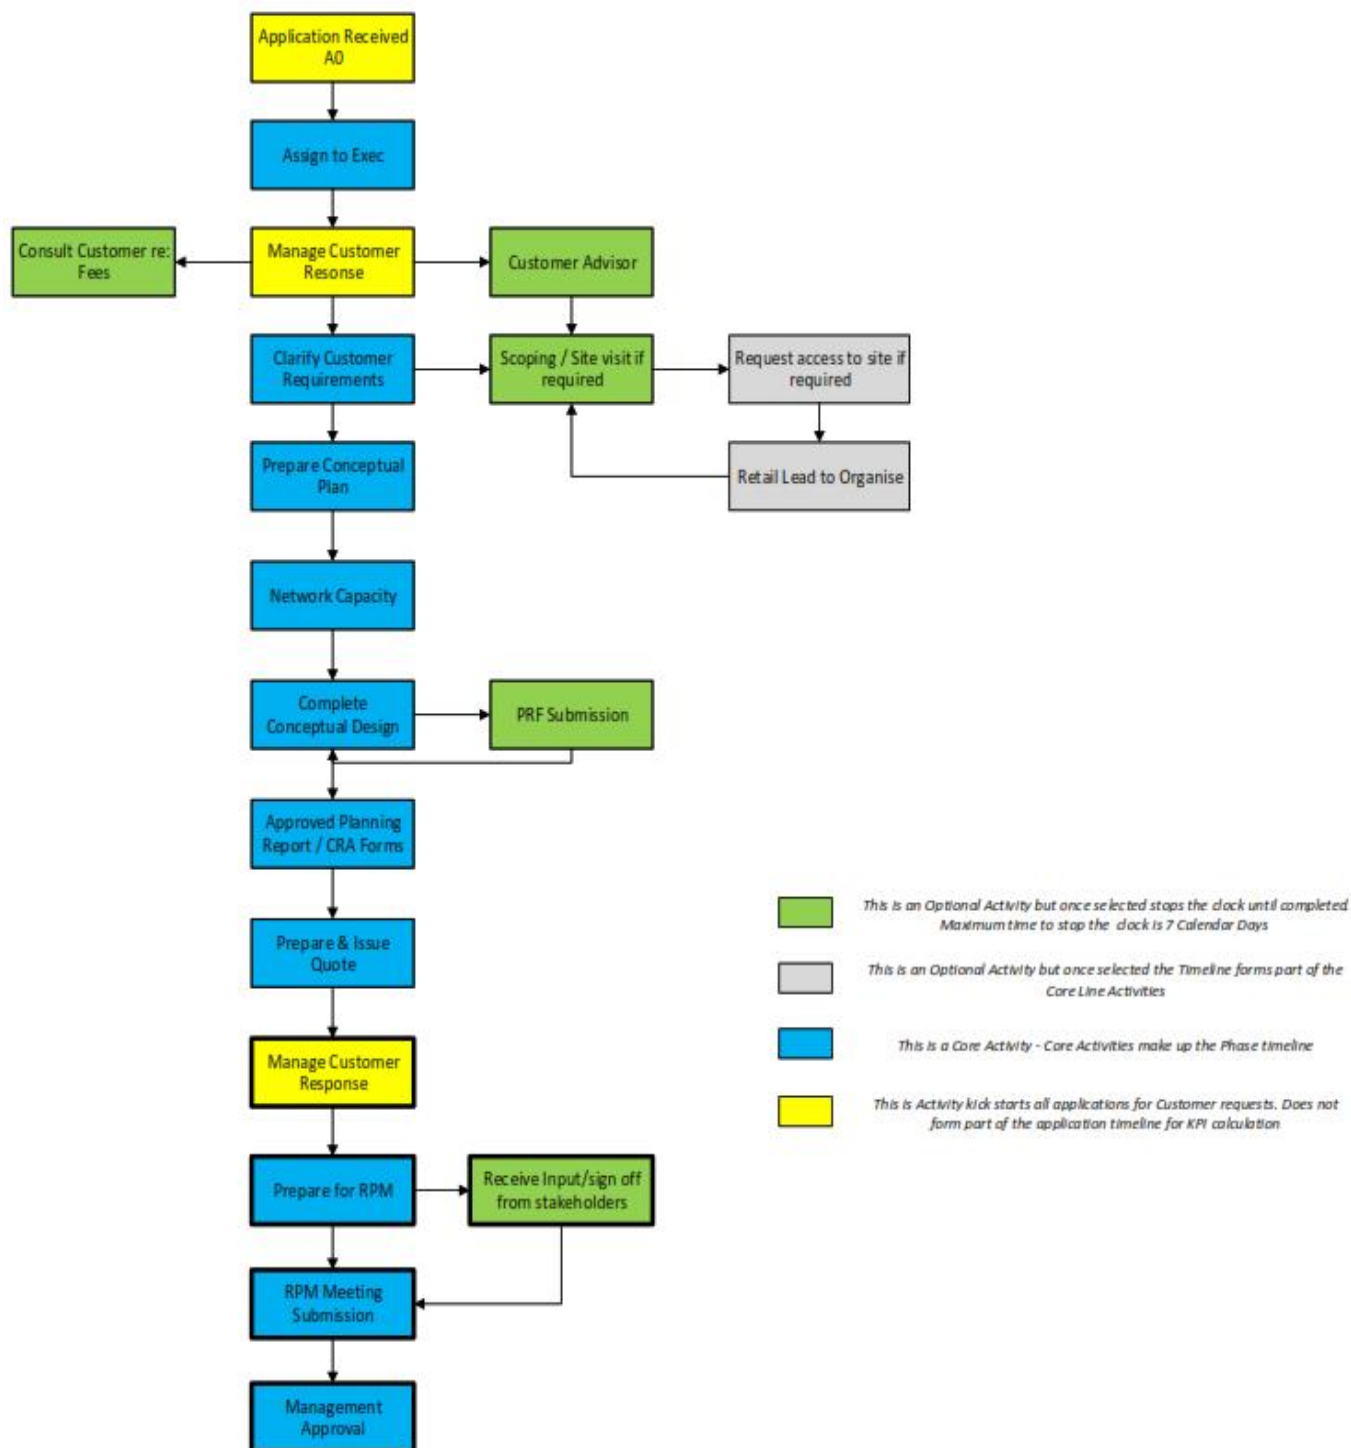 Application Received
A0
Assign to Exec
Consult Customer re:
Fees
Manage Customer
Resonse
Customer Advisor
Clarify Customer
Requirements
Scoping / Site visit if
required
Request access to site if
required
Prepare Conceptual
Plan
Retail Lead to Organise
Network Capacity
Complete
Conceptual Design
PRF Submission
Approved Planning
Report / CRA Forms
Prepare & Issue
Quote
Manage Customer
Response
Prepare for RPM
Receive Input/sign off
from stakeholders
RPM Meeting
Submission
Management
Approval
This is an Optional Activity but once selected stops the clock until completed
Maximum time to stop the clock is 7 Calendar Days
This is an Optional Activity but once selected the Timeline forms part of the
Core Line Activities
This is a Core Activity - Core Activities make up the Phase timeline
This is Activity kick starts all applications for Customer requests. Does not
form part of the application timeline for KPI calculation